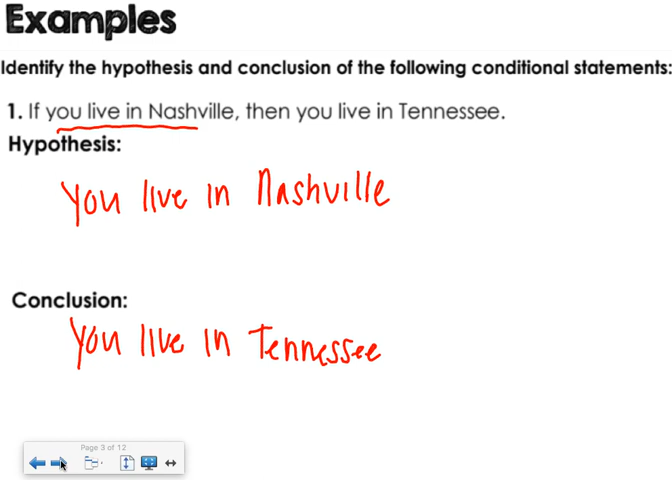 Examples
Identify the hypothesis and conclusion of the following conditional statements:
1. If you live in Nashville, then you live in Tennessee.
Hypothesis:
You live in Nashville
Conclusion:
You live in Tennessee
Page 3 of 12